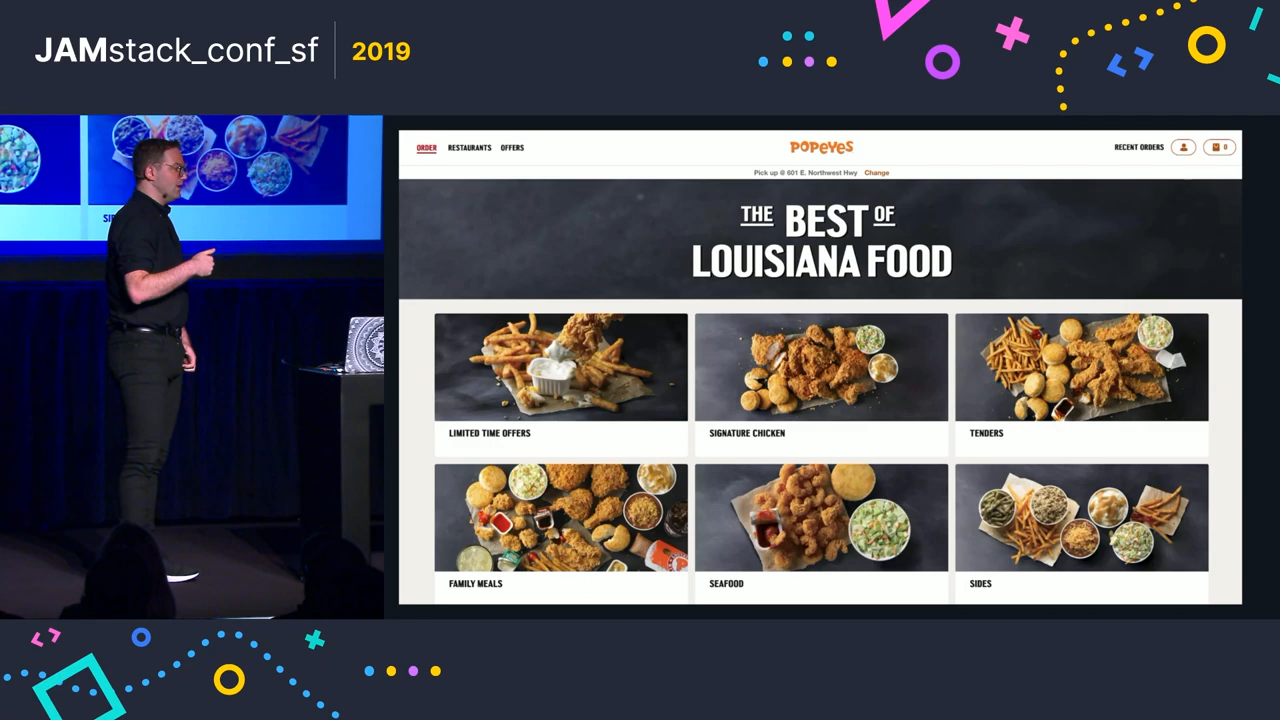 JAMstack_conf_sf 2019
ORDER RESTAURANTS OFFERS POPEYES RECENT ORDERS 0
Pick up @ 601 E. Northwest Hwy Change
THE BEST OF
LOUISIANA FOOD
LIMITED TIME OFFERS SIGNATURE CHICKEN TENDERS
FAMILY MEALS SEAFOOD SIDES